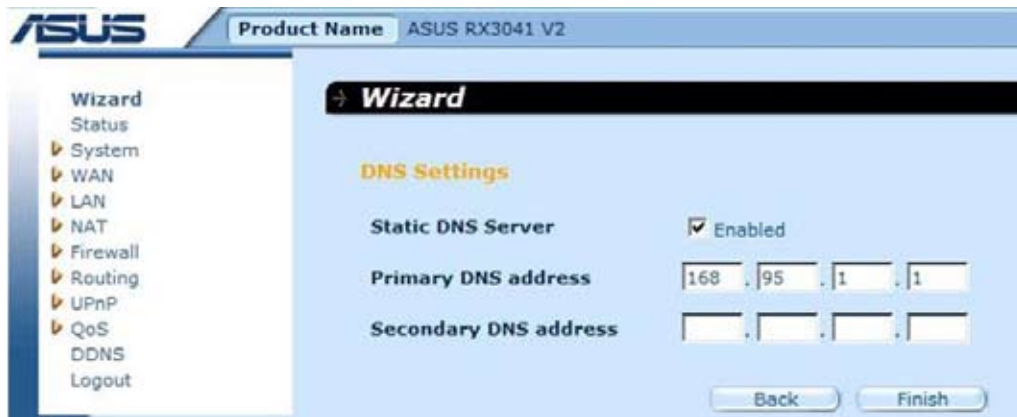 ASUS
Product Name ASUS RX3041 V2
Wizard
Status
System
WAN
LAN
NAT
Firewall
Routing
UPnP
QoS
DDNS
Logout
Wizard
DNS Settings
Static DNS Server Enabled
Primary DNS address 168 . 95 . 1 . 1
Secondary DNS address . . .
Back Finish